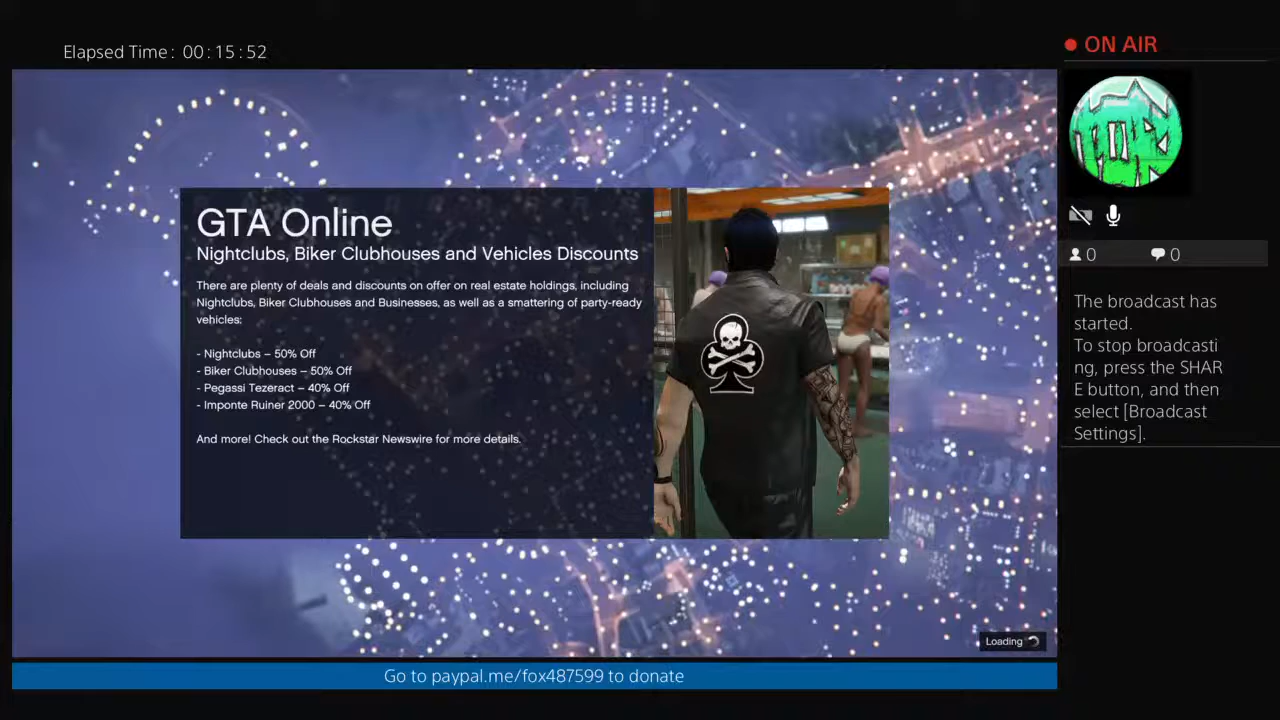 Elapsed Time: 00:15:52
ON AIR
GTA Online
Nightclubs, Biker Clubhouses and Vehicles Discounts
There are plenty of deals and discounts on offer on real estate holdings, including
Nightclubs, Biker Clubhouses and Businesses, as well as a smattering of party-ready
vehicles:
- Nightclubs – 50% Off
- Biker Clubhouses – 50% Off
- Pegassi Tezeract – 40% Off
- Imponte Ruiner 2000 – 40% Off
And more! Check out the Rockstar Newswire for more details.
Loading
0 0
The broadcast has
started.
To stop broadcasti
ng, press the SHAR
E button, and then
select [Broadcast
Settings].
Go to paypal.me/fox487599 to donate